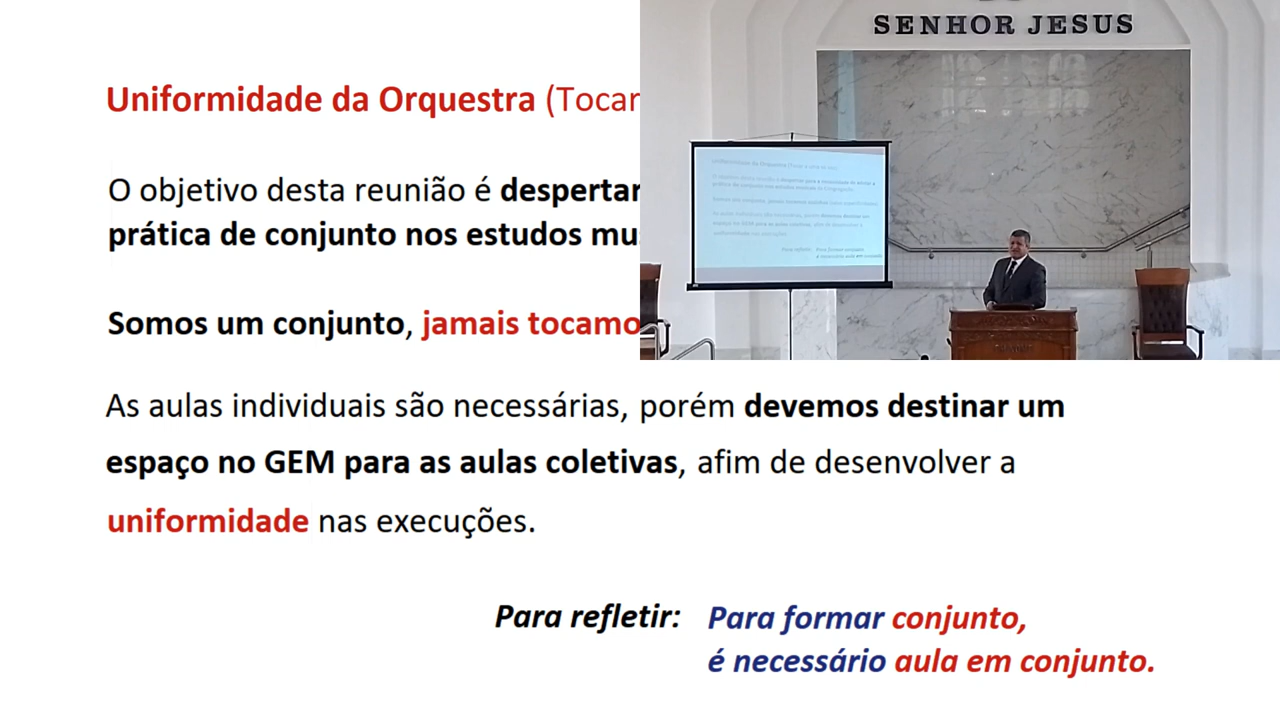 SENHOR JESUS
Uniformidade da Orquestra (Tocar
O objetivo desta reunião é despertar
prática de conjunto nos estudos mu
Somos um conjunto, jamais tocamo
As aulas individuais são necessárias, porém devemos destinar um
espaço no GEM para as aulas coletivas, afim de desenvolver a
uniformidade nas execuções.
Para refletir: Para formar conjunto,
é necessário aula em conjunto.